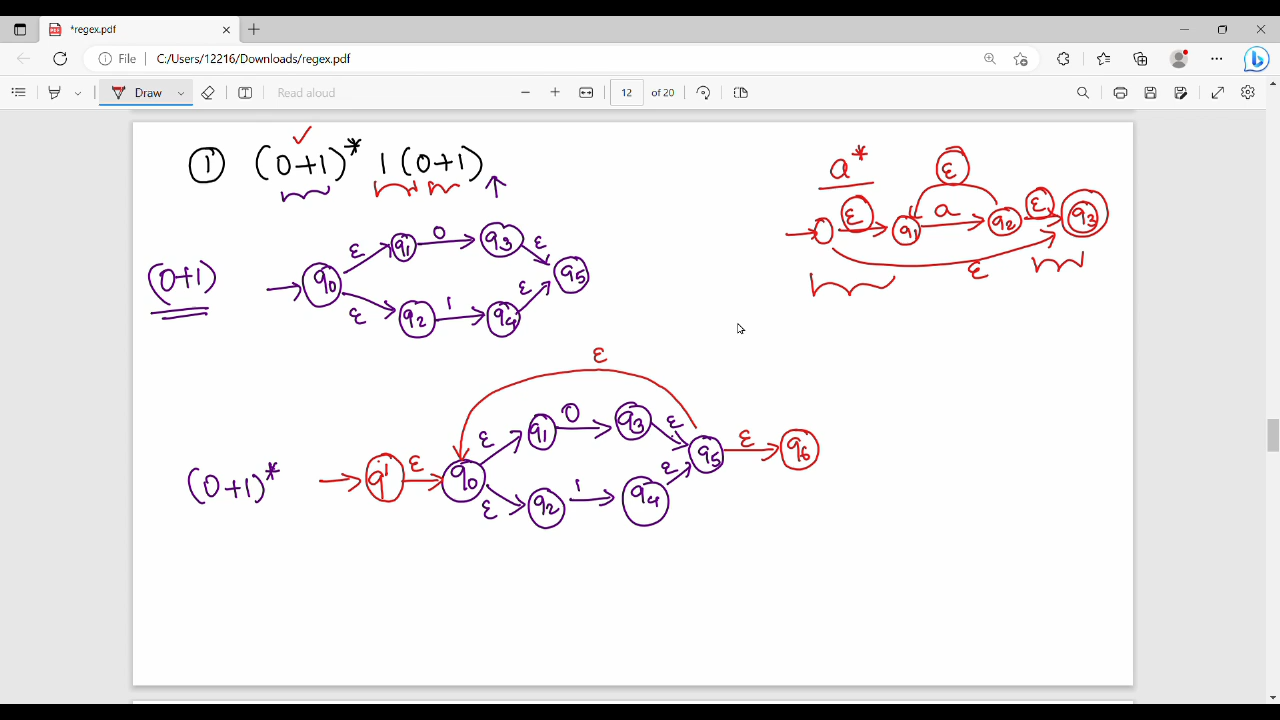 *regex.pdf
File C:/Users/12216/Downloads/regex.pdf
Draw Read aloud 12 of 20
① (0+1)* 1 (0+1)
a*
ε
ε q1 a q2 ε q3
ε
(0+1)
q0 ε q1 0 q3 ε q5
ε q2 1 q4 ε
ε
(0+1)*
q' ε q0 ε q1 0 q3 ε q5 ε q6
ε q2 1 q4 ε